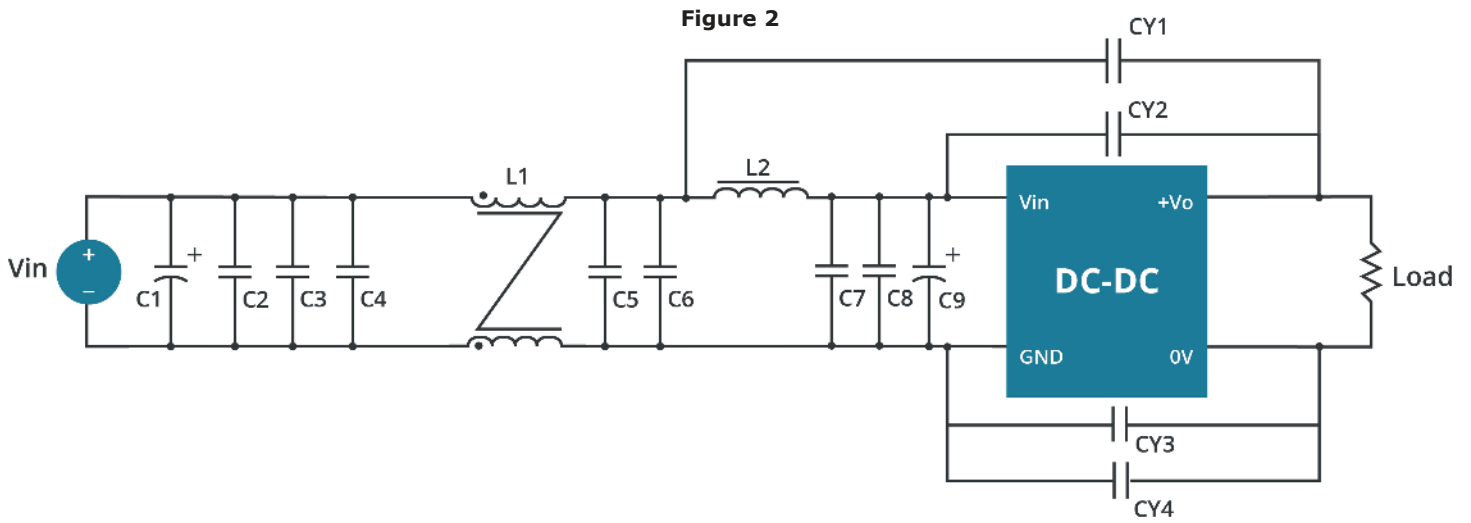 Figure 2
CY1
CY2
L1
L2
Vin
+
−
+
C1
C2
C3
C4
C5
C6
C7
C8
+
C9
Vin
+Vo
DC-DC
GND
0V
Load
CY3
CY4